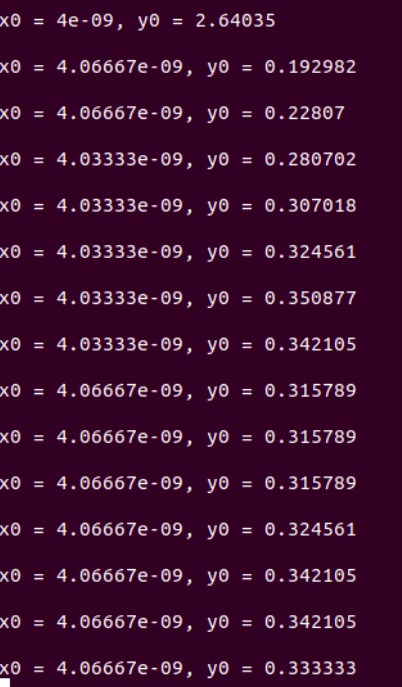 x0 = 4e-09, y0 = 2.64035
x0 = 4.06667e-09, y0 = 0.192982
x0 = 4.06667e-09, y0 = 0.22807
x0 = 4.03333e-09, y0 = 0.280702
x0 = 4.03333e-09, y0 = 0.307018
x0 = 4.03333e-09, y0 = 0.324561
x0 = 4.03333e-09, y0 = 0.350877
x0 = 4.03333e-09, y0 = 0.342105
x0 = 4.06667e-09, y0 = 0.315789
x0 = 4.06667e-09, y0 = 0.315789
x0 = 4.06667e-09, y0 = 0.315789
x0 = 4.06667e-09, y0 = 0.324561
x0 = 4.06667e-09, y0 = 0.342105
x0 = 4.06667e-09, y0 = 0.342105
x0 = 4.06667e-09, y0 = 0.333333